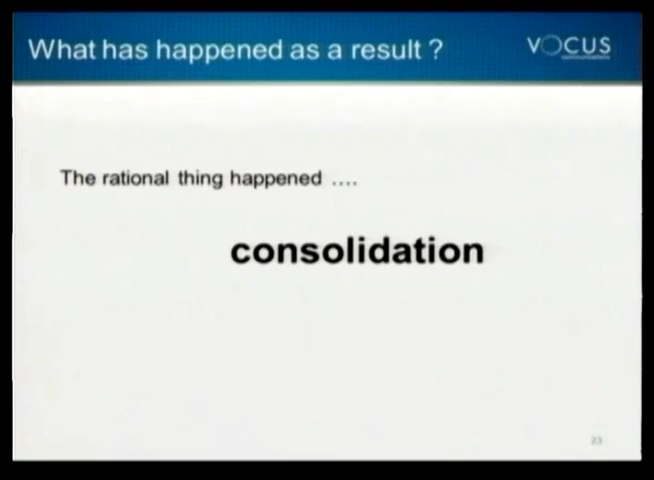 What has happened as a result ?
VOCUS
The rational thing happened ....
consolidation
23